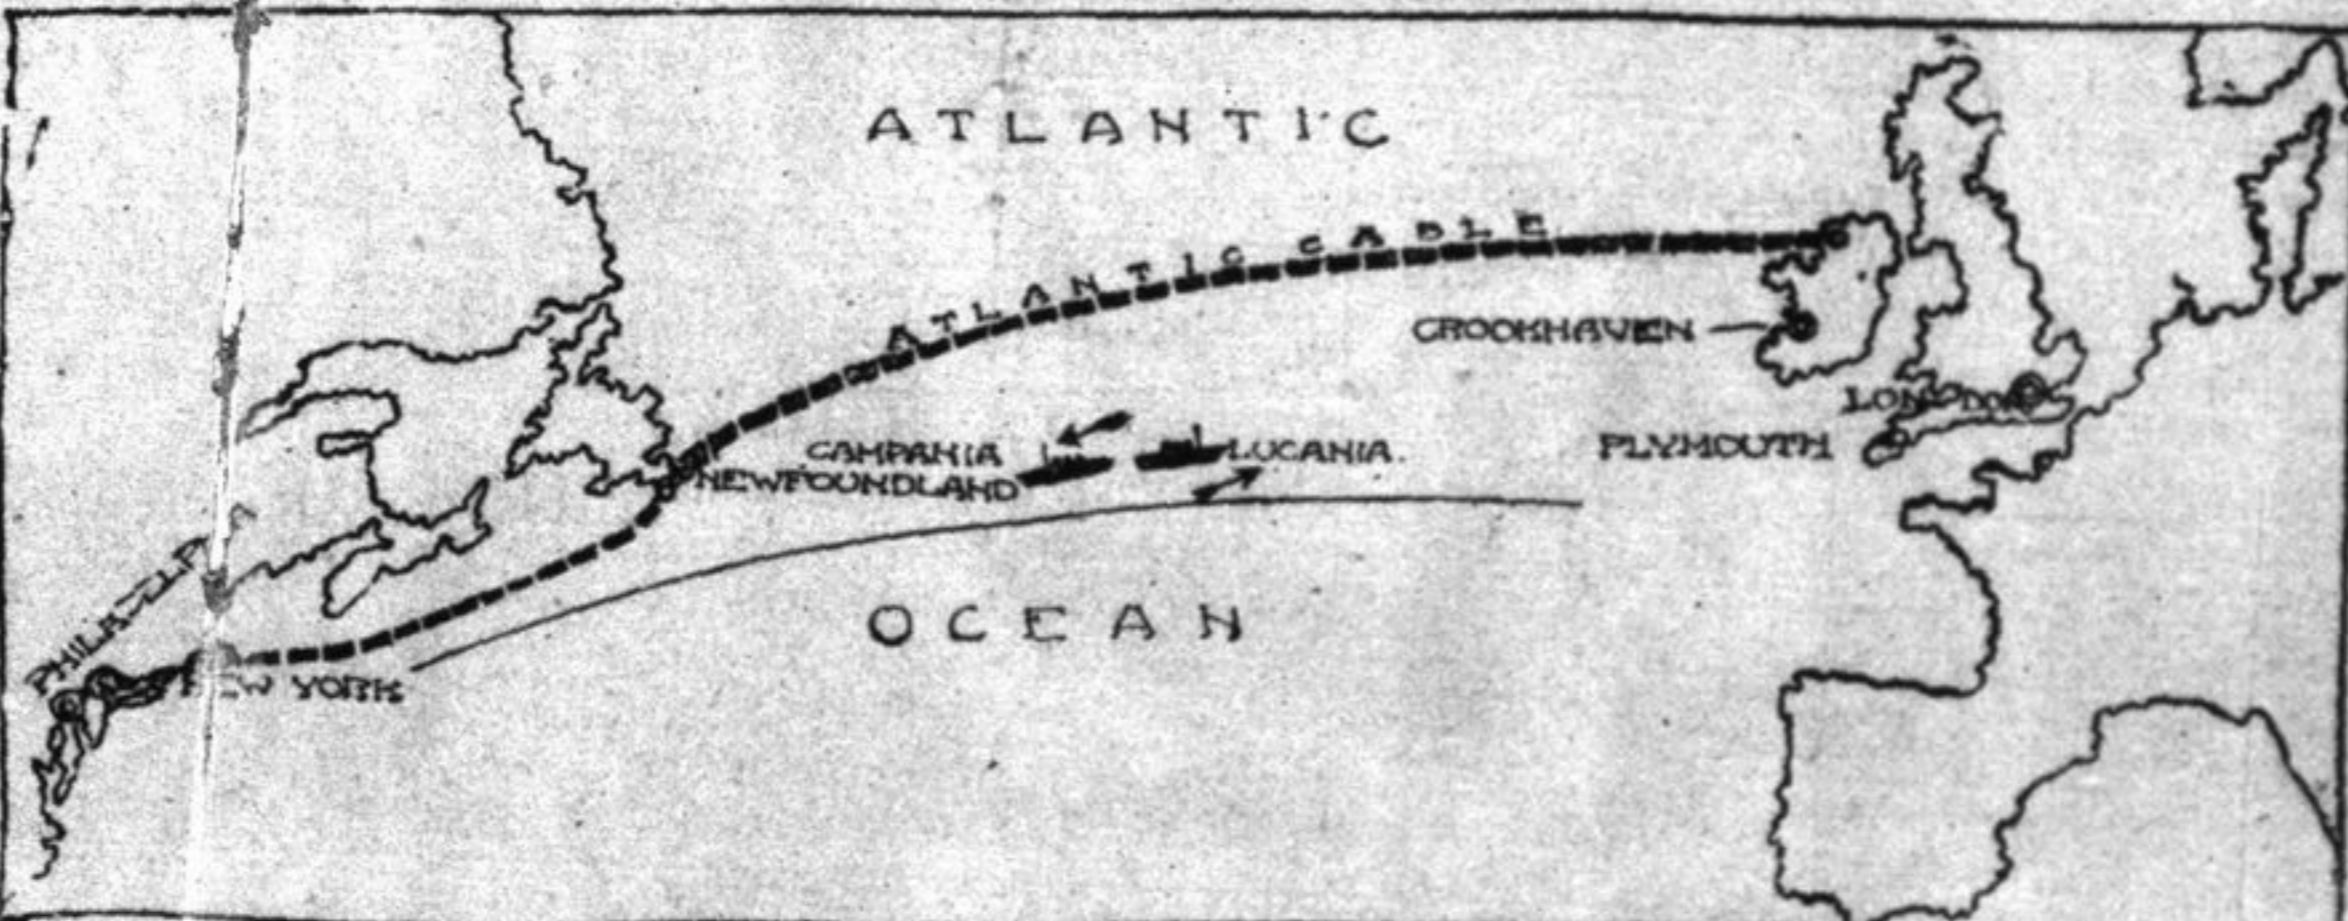 ATLANTIC
ATLANTIC CABLE
CROOKHAVEN
LONDON
CAMPANIA
LUCANIA.
PLYMOUTH
NEWFOUNDLAND
OCEAN
NEW YORK